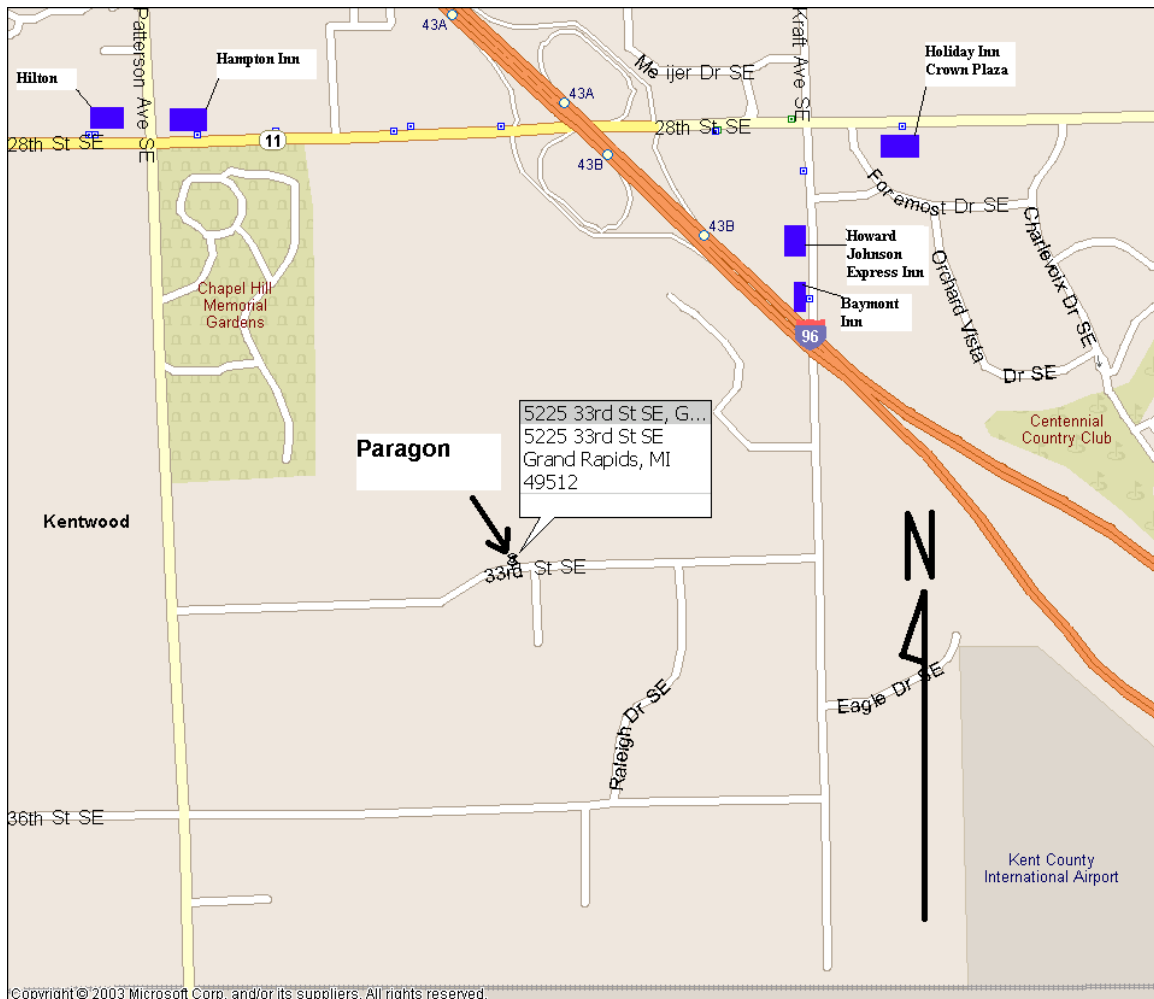 43A
Patterson Ave SE
Kraft Ave SE
Hilton
Hampton Inn
Holiday Inn
Crown Plaza
Me ijer Dr SE
43A
28th St SE
11
28th St SE
43B
For emost Dr SE
43B
Howard
Johnson
Express Inn
Charlevoix Dr SE
Orchard Vista
Dr SE
Chapel Hill
Memorial
Gardens
Baymont
Inn
96
5225 33rd St SE, G...
5225 33rd St SE
Grand Rapids, MI
49512
Paragon
Centennial
Country Club
Kentwood
N
33rd St SE
Eagle Dr SE
Raleigh Dr SE
36th St SE
Kent County
International Airport
Copyright © 2003 Microsoft Corp. and/or its suppliers. All rights reserved.